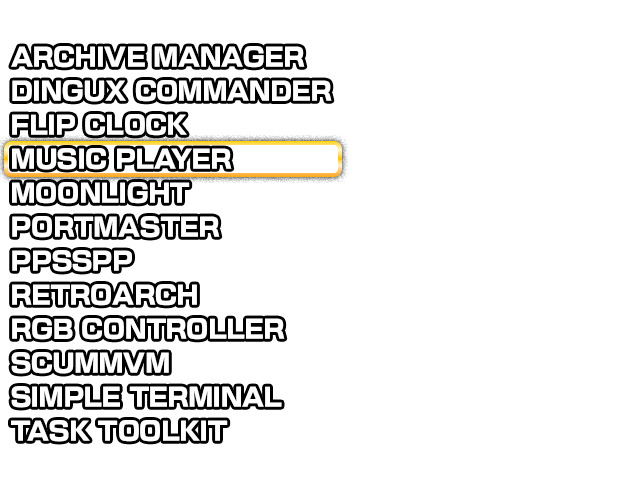 ARCHIVE MANAGER
DINGUX COMMANDER
FLIP CLOCK
MUSIC PLAYER
MOONLIGHT
PORTMASTER
PPSSPP
RETROARCH
RGB CONTROLLER
SCUMMVM
SIMPLE TERMINAL
TASK TOOLKIT